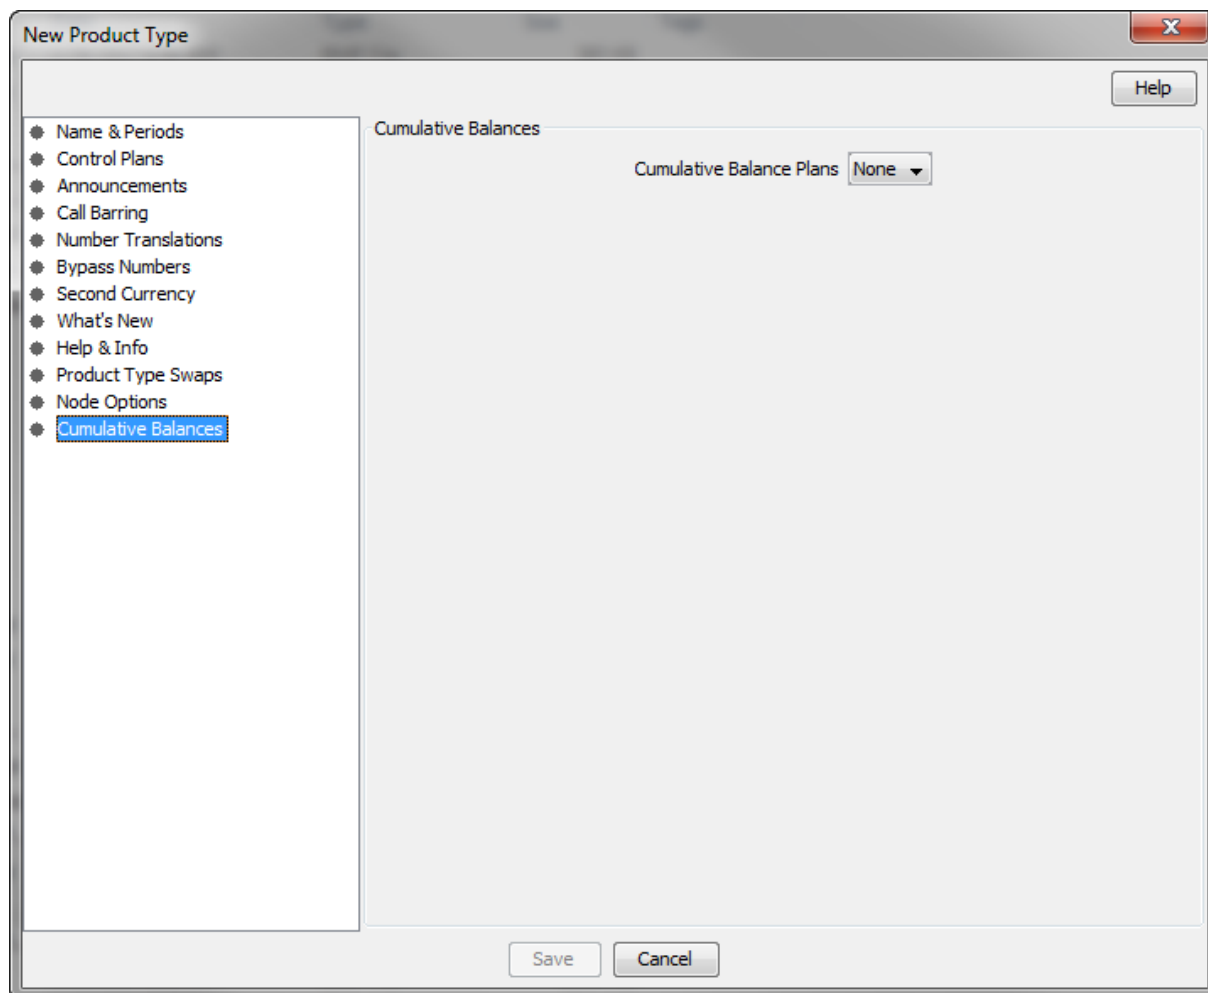 New Product Type
Help
Name & Periods
Control Plans
Announcements
Call Barring
Number Translations
Bypass Numbers
Second Currency
What's New
Help & Info
Product Type Swaps
Node Options
Cumulative Balances
Cumulative Balances
Cumulative Balance Plans None
Save Cancel